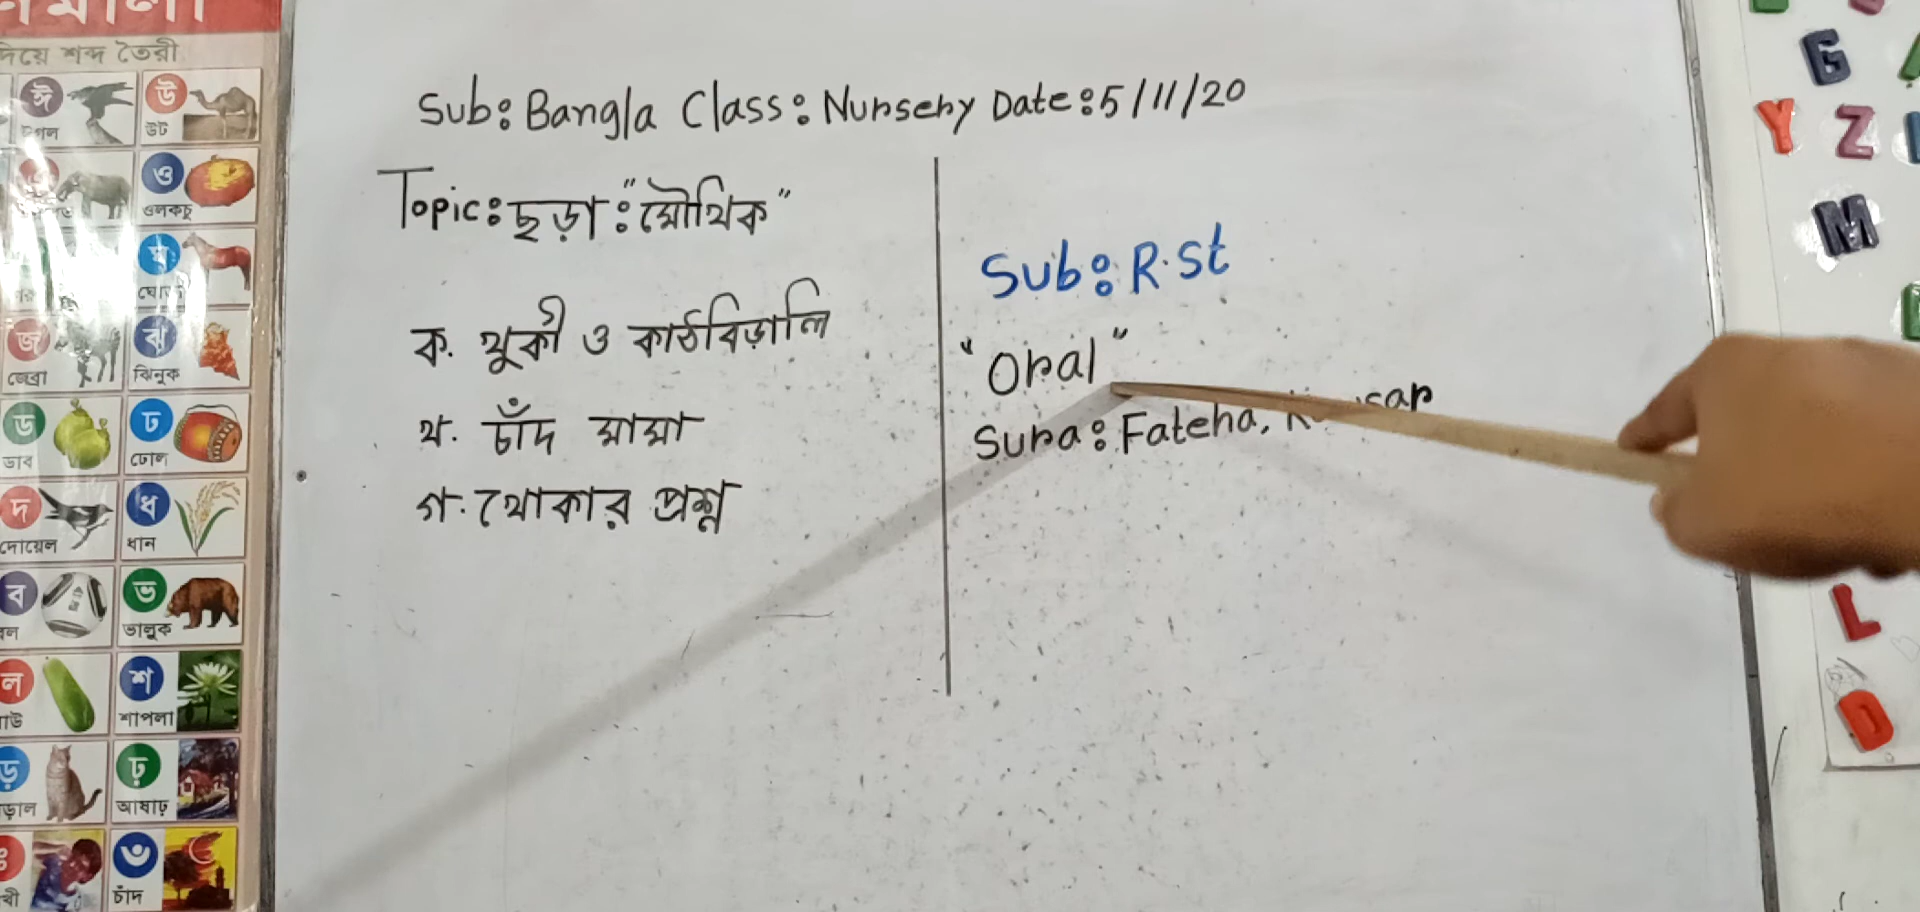 Sub: Bangla Class: Nursery Date: 5/11/20
Topic: ছড়া: "মৌখিক"
ক. খুকী ও কাঠবিড়ালি
খ. চাঁদ মামা
গ. খোকার প্রশ্ন
Sub: R.St
"Oral"
Sura: Fateha,
দিয়ে শব্দ তৈরী
ঈ উ
উট
ও
ওলকচু
ঘ
জ ঝ
জেব্রা ঝিনুক
ড ঢ
ডাব ঢোল
দ ধ
দোয়েল ধান
ব ভ
ভালুক
ল শ
শাপলা
ড় ঢ়
আষাঢ়
চাঁদ
G
Y Z
M
L
D